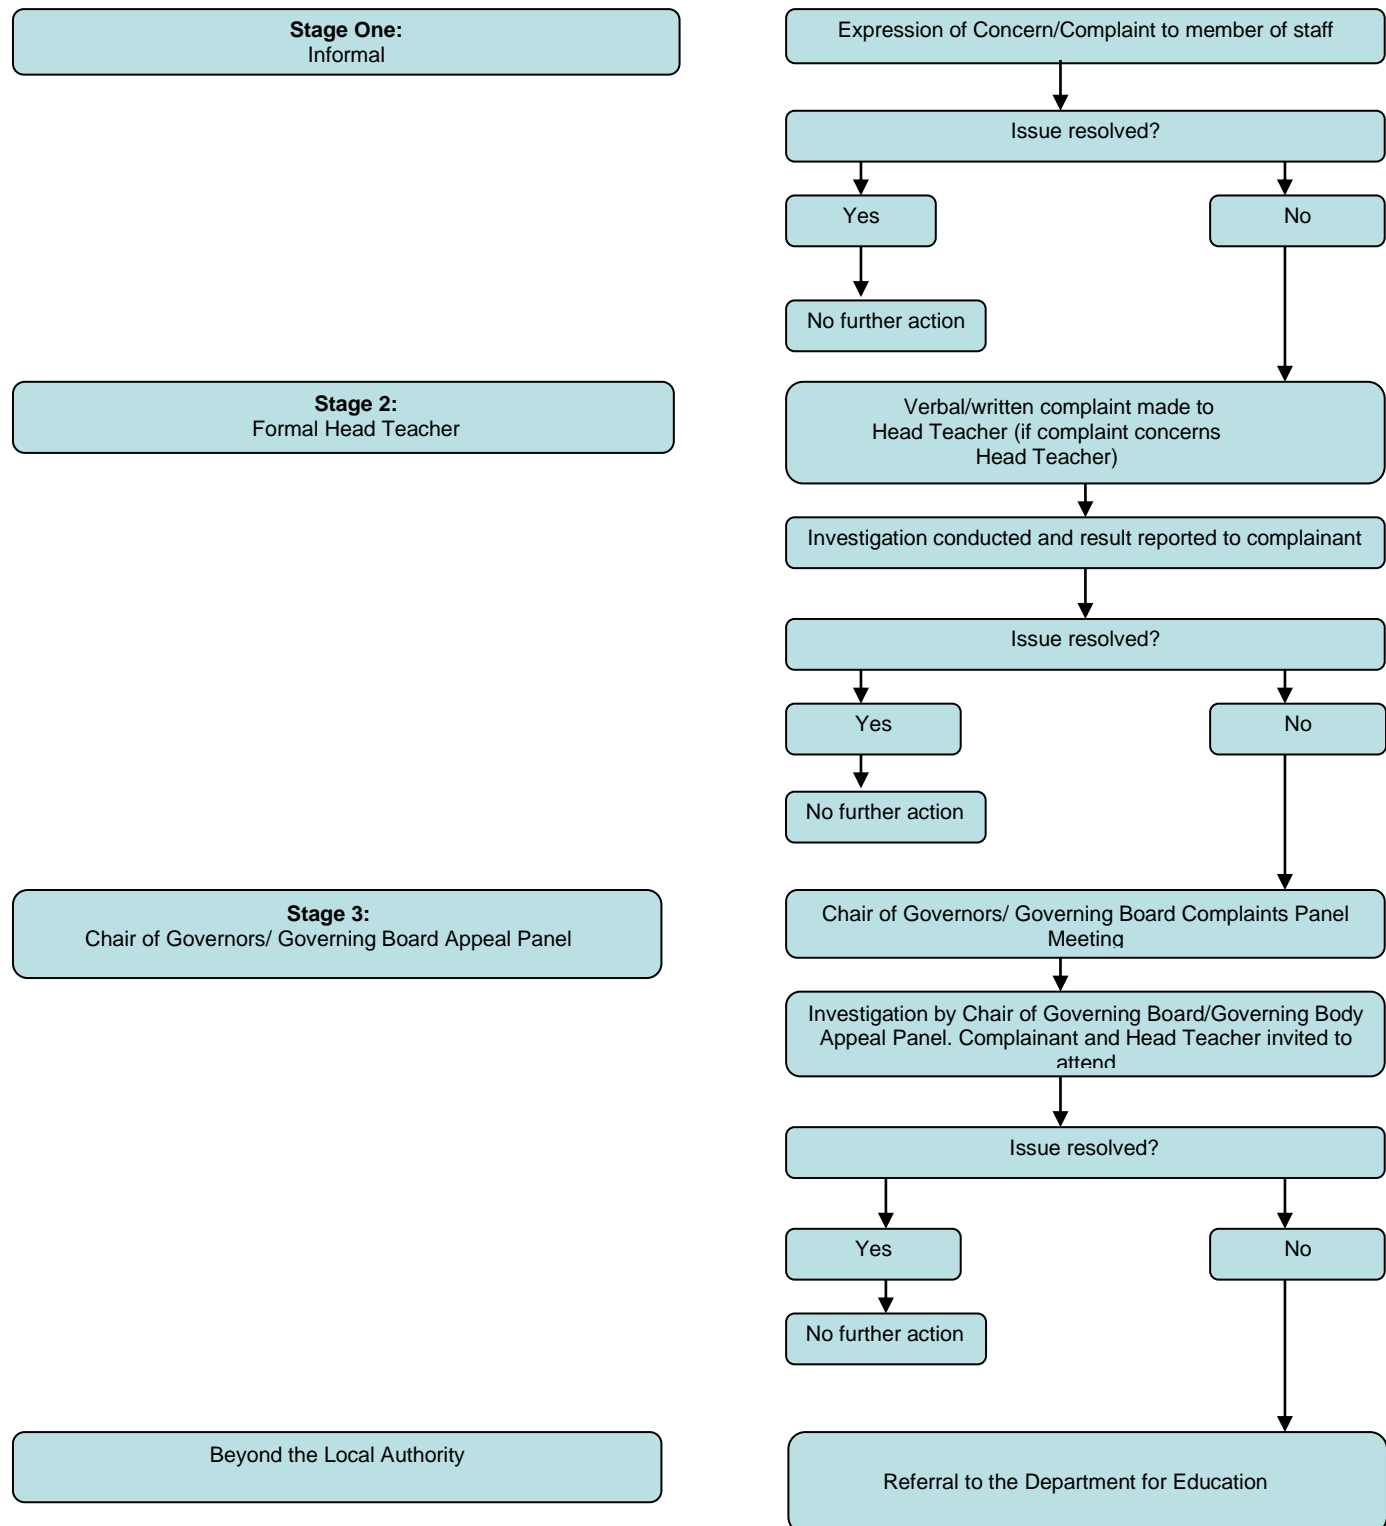 Stage One:
Informal
Expression of Concern/Complaint to member of staff
Issue resolved?
Yes
No
No further action
Stage 2:
Formal Head Teacher
Verbal/written complaint made to
Head Teacher (if complaint concerns
Head Teacher)
Investigation conducted and result reported to complainant
Issue resolved?
Yes
No
No further action
Stage 3:
Chair of Governors/ Governing Board Appeal Panel
Chair of Governors/ Governing Board Complaints Panel
Meeting
Investigation by Chair of Governing Board/Governing Body
Appeal Panel. Complainant and Head Teacher invited to
attend
Issue resolved?
Yes
No
No further action
Beyond the Local Authority
Referral to the Department for Education